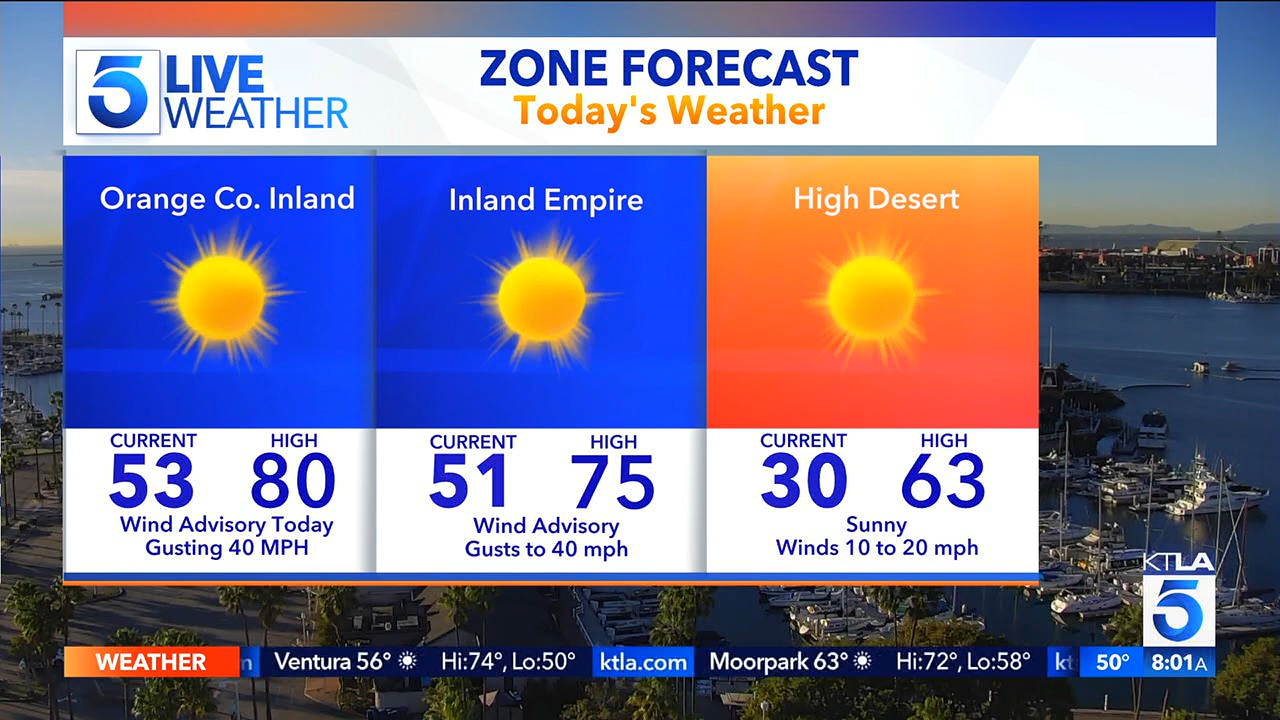 5 LIVE
WEATHER
ZONE FORECAST
Today's Weather
Orange Co. Inland
Inland Empire
High Desert
CURRENT HIGH
53 80
Wind Advisory Today
Gusting 40 MPH
CURRENT HIGH
51 75
Wind Advisory
Gusts to 40 mph
CURRENT HIGH
30 63
Sunny
Winds 10 to 20 mph
KTLA
5
WEATHER m Ventura 56° Hi:74°, Lo:50° ktla.com Moorpark 63° Hi:72°, Lo:58° kt 50° 8:01A